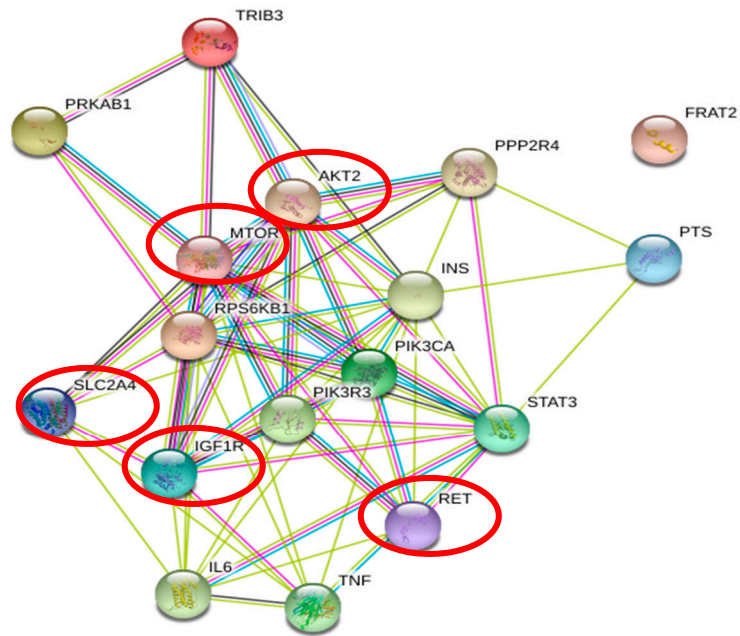 TRIB3
PRKAB1
FRAT2
PPP2R4
AKT2
MTOR
PTS
INS
RPS6KB1
PIK3CA
SLC2A4
PIK3R3
STAT3
IGF1R
RET
IL6
TNF